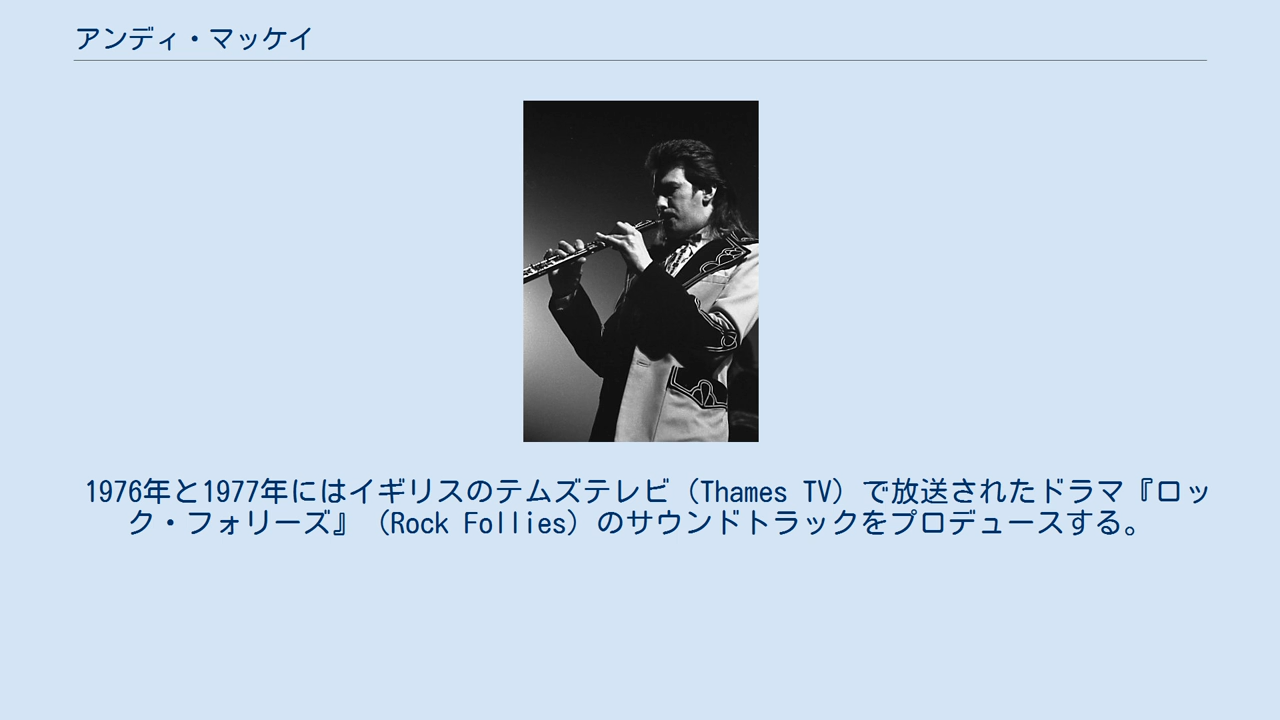 アンディ・マッケイ
1976年と1977年にはイギリスのテムズテレビ（Thames TV）で放送されたドラマ『ロッ
ク・フォリーズ』（Rock Follies）のサウンドトラックをプロデュースする。